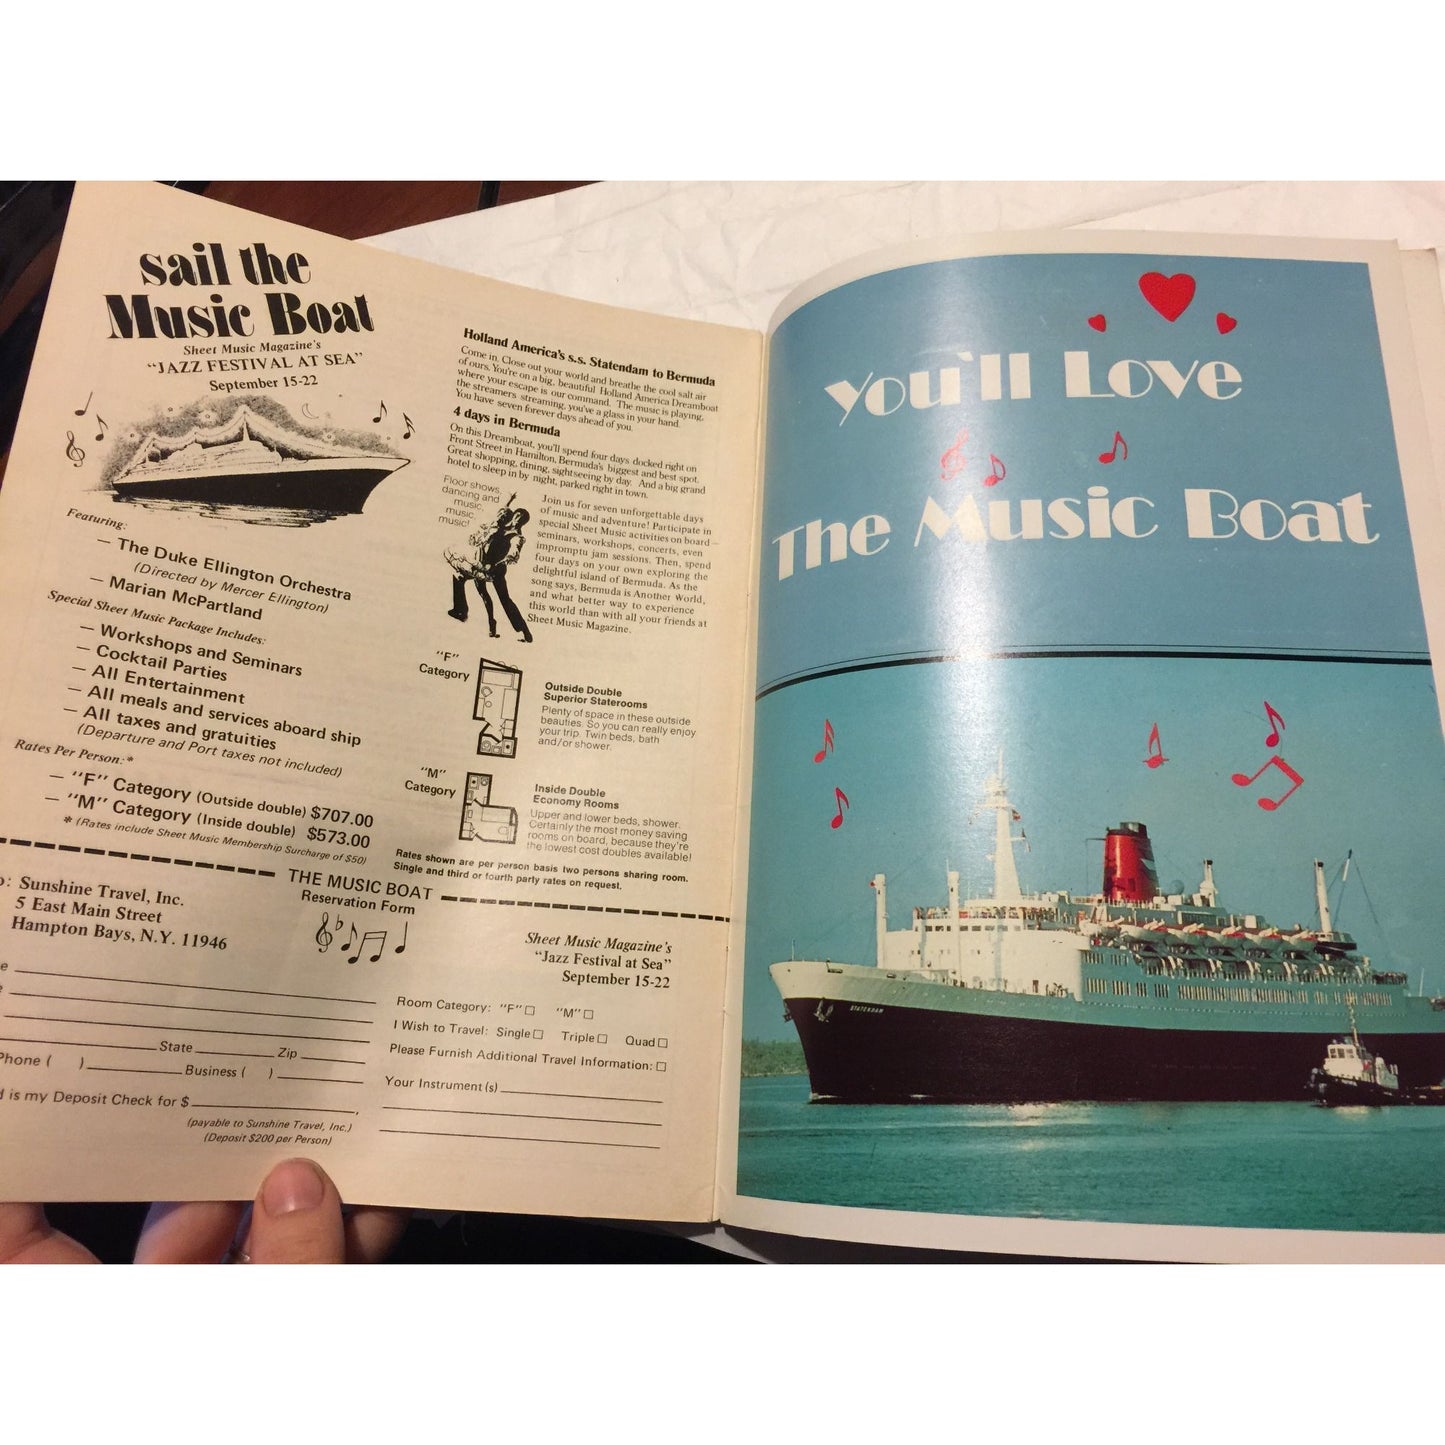 sail the
Music Boat
Sheet Music Magazine's
"JAZZ FESTIVAL AT SEA"
September 15-22
Featuring:
— The Duke Ellington Orchestra
(Directed by Mercer Ellington)
— Marian McPartland
Special Sheet Music Package Includes:
— Workshops and Seminars
— Cocktail Parties
— All Entertainment
— All meals and services aboard ship
— All taxes and gratuities
(Departure and Port taxes not included)
Rates Per Person:*
— "F" Category (Outside double) $707.00
— "M" Category (Inside double) $573.00
* (Rates include Sheet Music Membership Surcharge of $50)
Holland America's s.s. Statendam to Bermuda
Come in. Close out your world and breathe the cool salt air
of ours. You're on a big, beautiful Holland America Dreamboat
where your escape is our command. The music is playing,
the streamers streaming, you've a glass in your hand.
You have seven forever days ahead of you.
4 days in Bermuda
On this Dreamboat, you'll spend four days docked right on
Front Street in Hamilton, Bermuda's biggest and best spot.
Great shopping, dining, sightseeing by day. And a big grand
hotel to sleep in by night, parked right in town.
Floor shows,
dancing and
music,
music,
music!
Join us for seven unforgettable days
of music and adventure! Participate in
special Sheet Music activities on board—
seminars, workshops, concerts, even
impromptu jam sessions. Then, spend
four days on your own exploring the
delightful island of Bermuda. As the
song says, Bermuda is Another World,
and what better way to experience
this world than with all your friends at
Sheet Music Magazine.
"F"
Category
Outside Double
Superior Staterooms
Plenty of space in these outside
beauties. So you can really enjoy
your trip. Twin beds, bath
and/or shower.
"M"
Category
Inside Double
Economy Rooms
Upper and lower beds, shower.
Certainly the most money saving
rooms on board, because they're
the lowest cost doubles available!
Rates shown are per person basis two persons sharing room.
Single and third or fourth party rates on request.
THE MUSIC BOAT
Reservation Form
o: Sunshine Travel, Inc.
5 East Main Street
Hampton Bays, N.Y. 11946
Sheet Music Magazine's
"Jazz Festival at Sea"
September 15-22
e
State Zip
Phone ( ) Business ( )
d is my Deposit Check for $ .
(payable to Sunshine Travel, Inc.)
(Deposit $200 per Person)
Room Category: "F" "M"
I Wish to Travel: Single Triple Quad
Please Furnish Additional Travel Information:
Your Instrument(s)
You'll Love
The Music Boat
STATENDAM